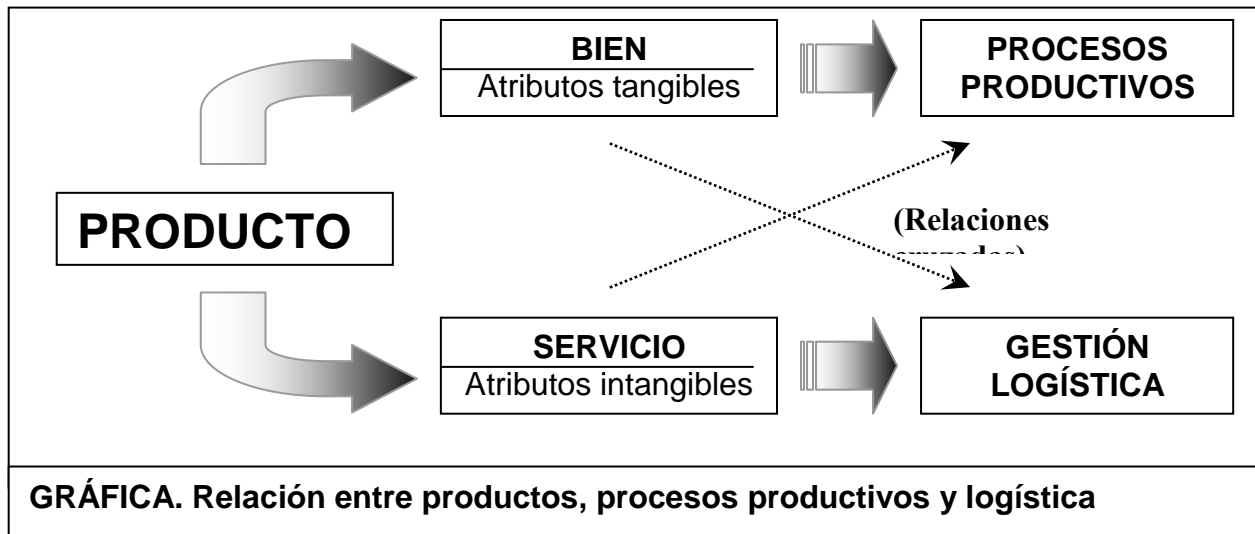 BIEN
Atributos tangibles
PROCESOS
PRODUCTIVOS
PRODUCTO
(Relaciones
cruzadas)
SERVICIO
Atributos intangibles
GESTIÓN
LOGÍSTICA
GRÁFICA. Relación entre productos, procesos productivos y logística